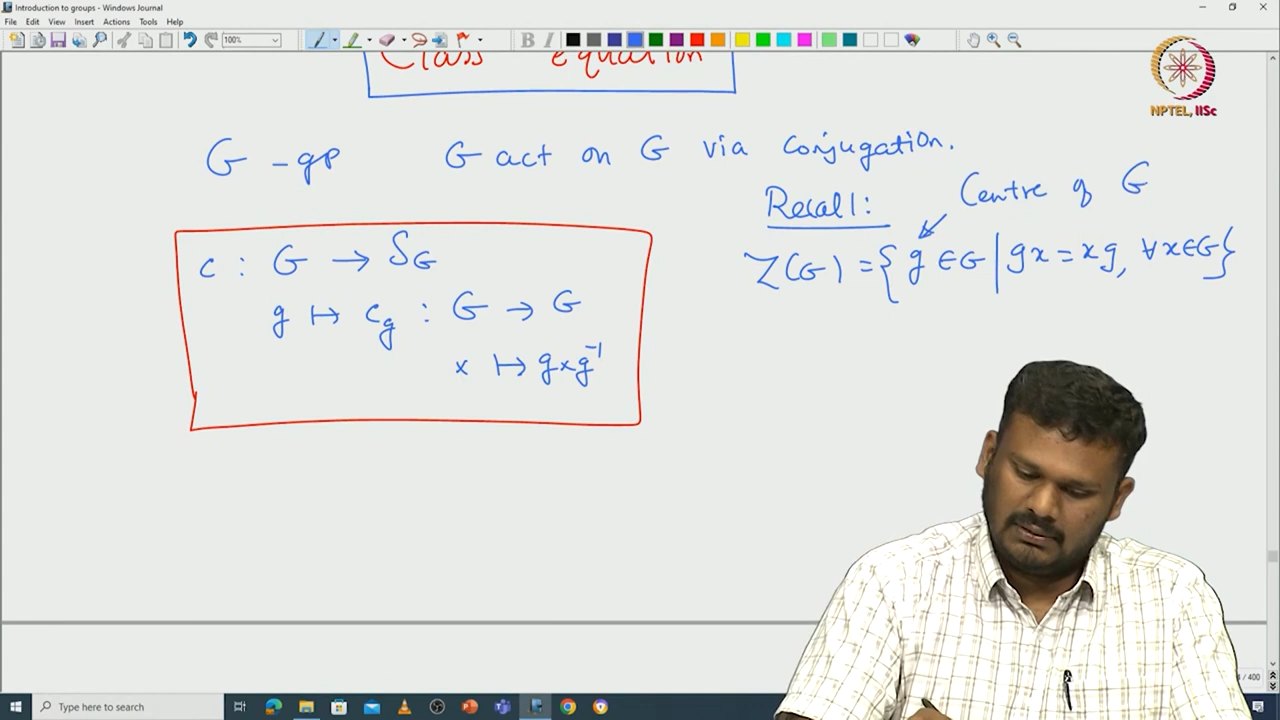 Introduction to groups - Windows Journal
File Edit View Insert Actions Tools Help
100%
B I
Class equation
NPTEL, IISc
G - gp G act on G via conjugation.
Recall: Centre of G
Z(G) = { g ∈ G | gx = xg, ∀x∈G }
c : G → S_G
g ↦ c_g : G → G
x ↦ gxg⁻¹
/ 400
Type here to search